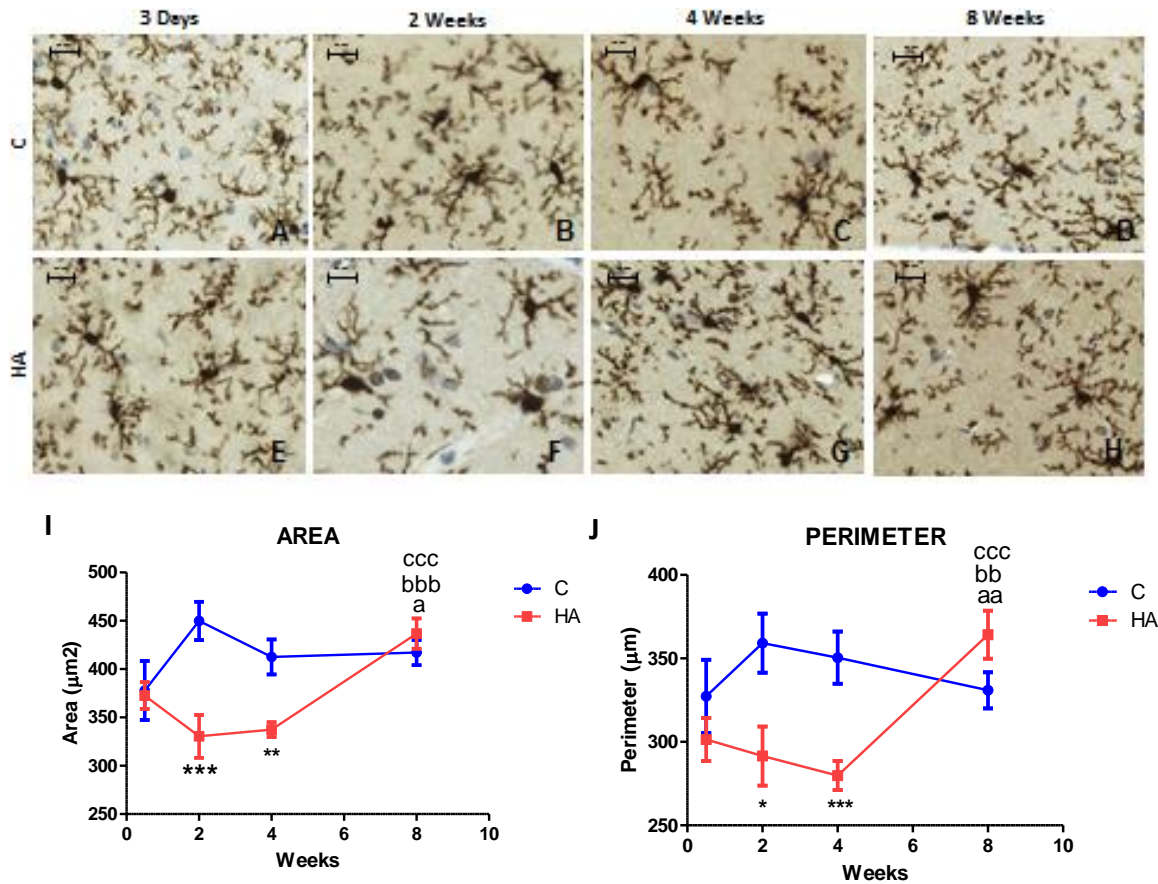 3 Days 2 Weeks 4 Weeks 8 Weeks
C
A B C D
HA
E F G H
I
AREA
ccc
bbb
a
C
HA
500
450
400
350
300
250
Area (μm2)
***
**
0 2 4 6 8 10
Weeks
J
PERIMETER
ccc
bb
aa
C
HA
400
350
300
250
Perimeter (μm)
*
***
0 2 4 6 8 10
Weeks